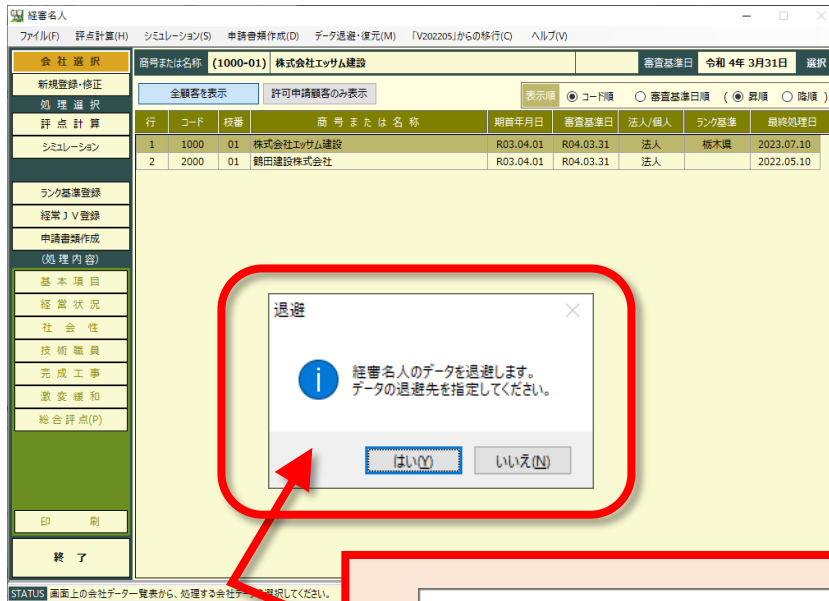 経審名人
ファイル(F) 評点計算(H) シミュレーション(S) 申請書類作成(D) データ退避・復元(M) 「V202205」からの移行(C) ヘルプ(V)
会 社 選 択
商号または名称 (1000-01) 株式会社エッサム建設 審査基準日 令和 4年 3月31日 選択
新規登録・修正
処 理 選 択
評 点 計 算
シミュレーション
ランク基準登録
経常ＪＶ登録
申請書類作成
(処 理 内 容)
基 本 項 目
経 営 状 況
社 会 性
技 術 職 員
完 成 工 事
激 変 緩 和
総 合 評 点(P)
印 刷
終 了
全顧客を表示 許可申請顧客のみ表示 表示順 コード順 審査基準日順 ( 昇順 降順 )
行 コード 枝番 商 号 ま た は 名 称 期首年月日 審査基準日 法人/個人 ランク基準 最終処理日
1 1000 01 株式会社エッサム建設 R03.04.01 R04.03.31 法人 栃木県 2023.07.10
2 2000 01 鶴田建設株式会社 R03.04.01 R04.03.31 法人 2022.05.10
退避
経審名人のデータを退避します。
データの退避先を指定してください。
はい(Y) いいえ(N)
STATUS 画面上の会社データ一覧表から、処理する会社データを選択してください。